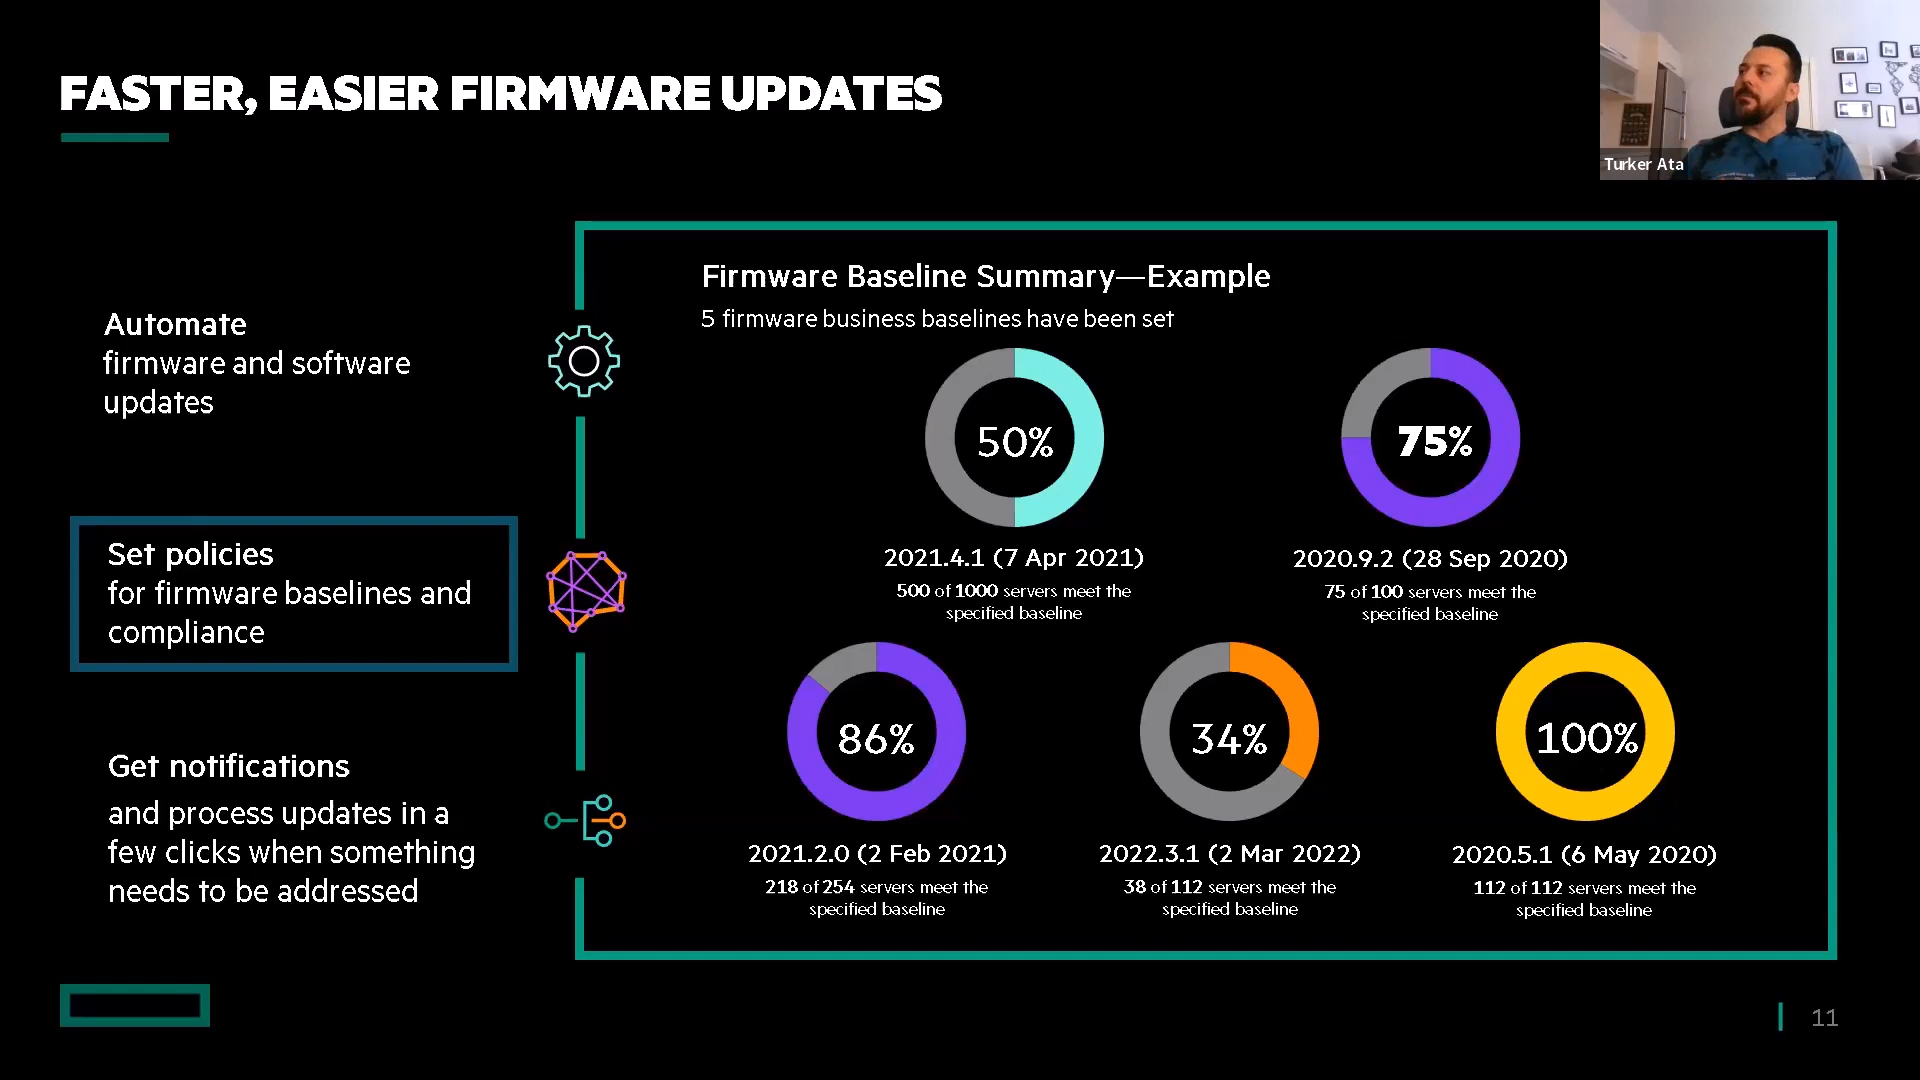 FASTER, EASIER FIRMWARE UPDATES
Turker Ata
Automate
firmware and software
updates
Set policies
for firmware baselines and
compliance
Get notifications
and process updates in a
few clicks when something
needs to be addressed
Firmware Baseline Summary—Example
5 firmware business baselines have been set
50%
2021.4.1 (7 Apr 2021)
500 of 1000 servers meet the
specified baseline
75%
2020.9.2 (28 Sep 2020)
75 of 100 servers meet the
specified baseline
86%
2021.2.0 (2 Feb 2021)
218 of 254 servers meet the
specified baseline
34%
2022.3.1 (2 Mar 2022)
38 of 112 servers meet the
specified baseline
100%
2020.5.1 (6 May 2020)
112 of 112 servers meet the
specified baseline
11